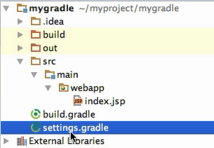 mygradle ~/myproject/mygradle
.idea
build
out
src
main
webapp
index.jsp
build.gradle
settings.gradle
External Libraries